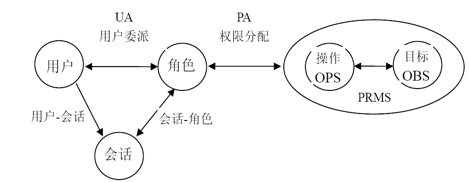 UA
用户委派
PA
权限分配
用户
角色
操作
OPS
目标
OBS
PRMS
用户-会话
会话-角色
会话